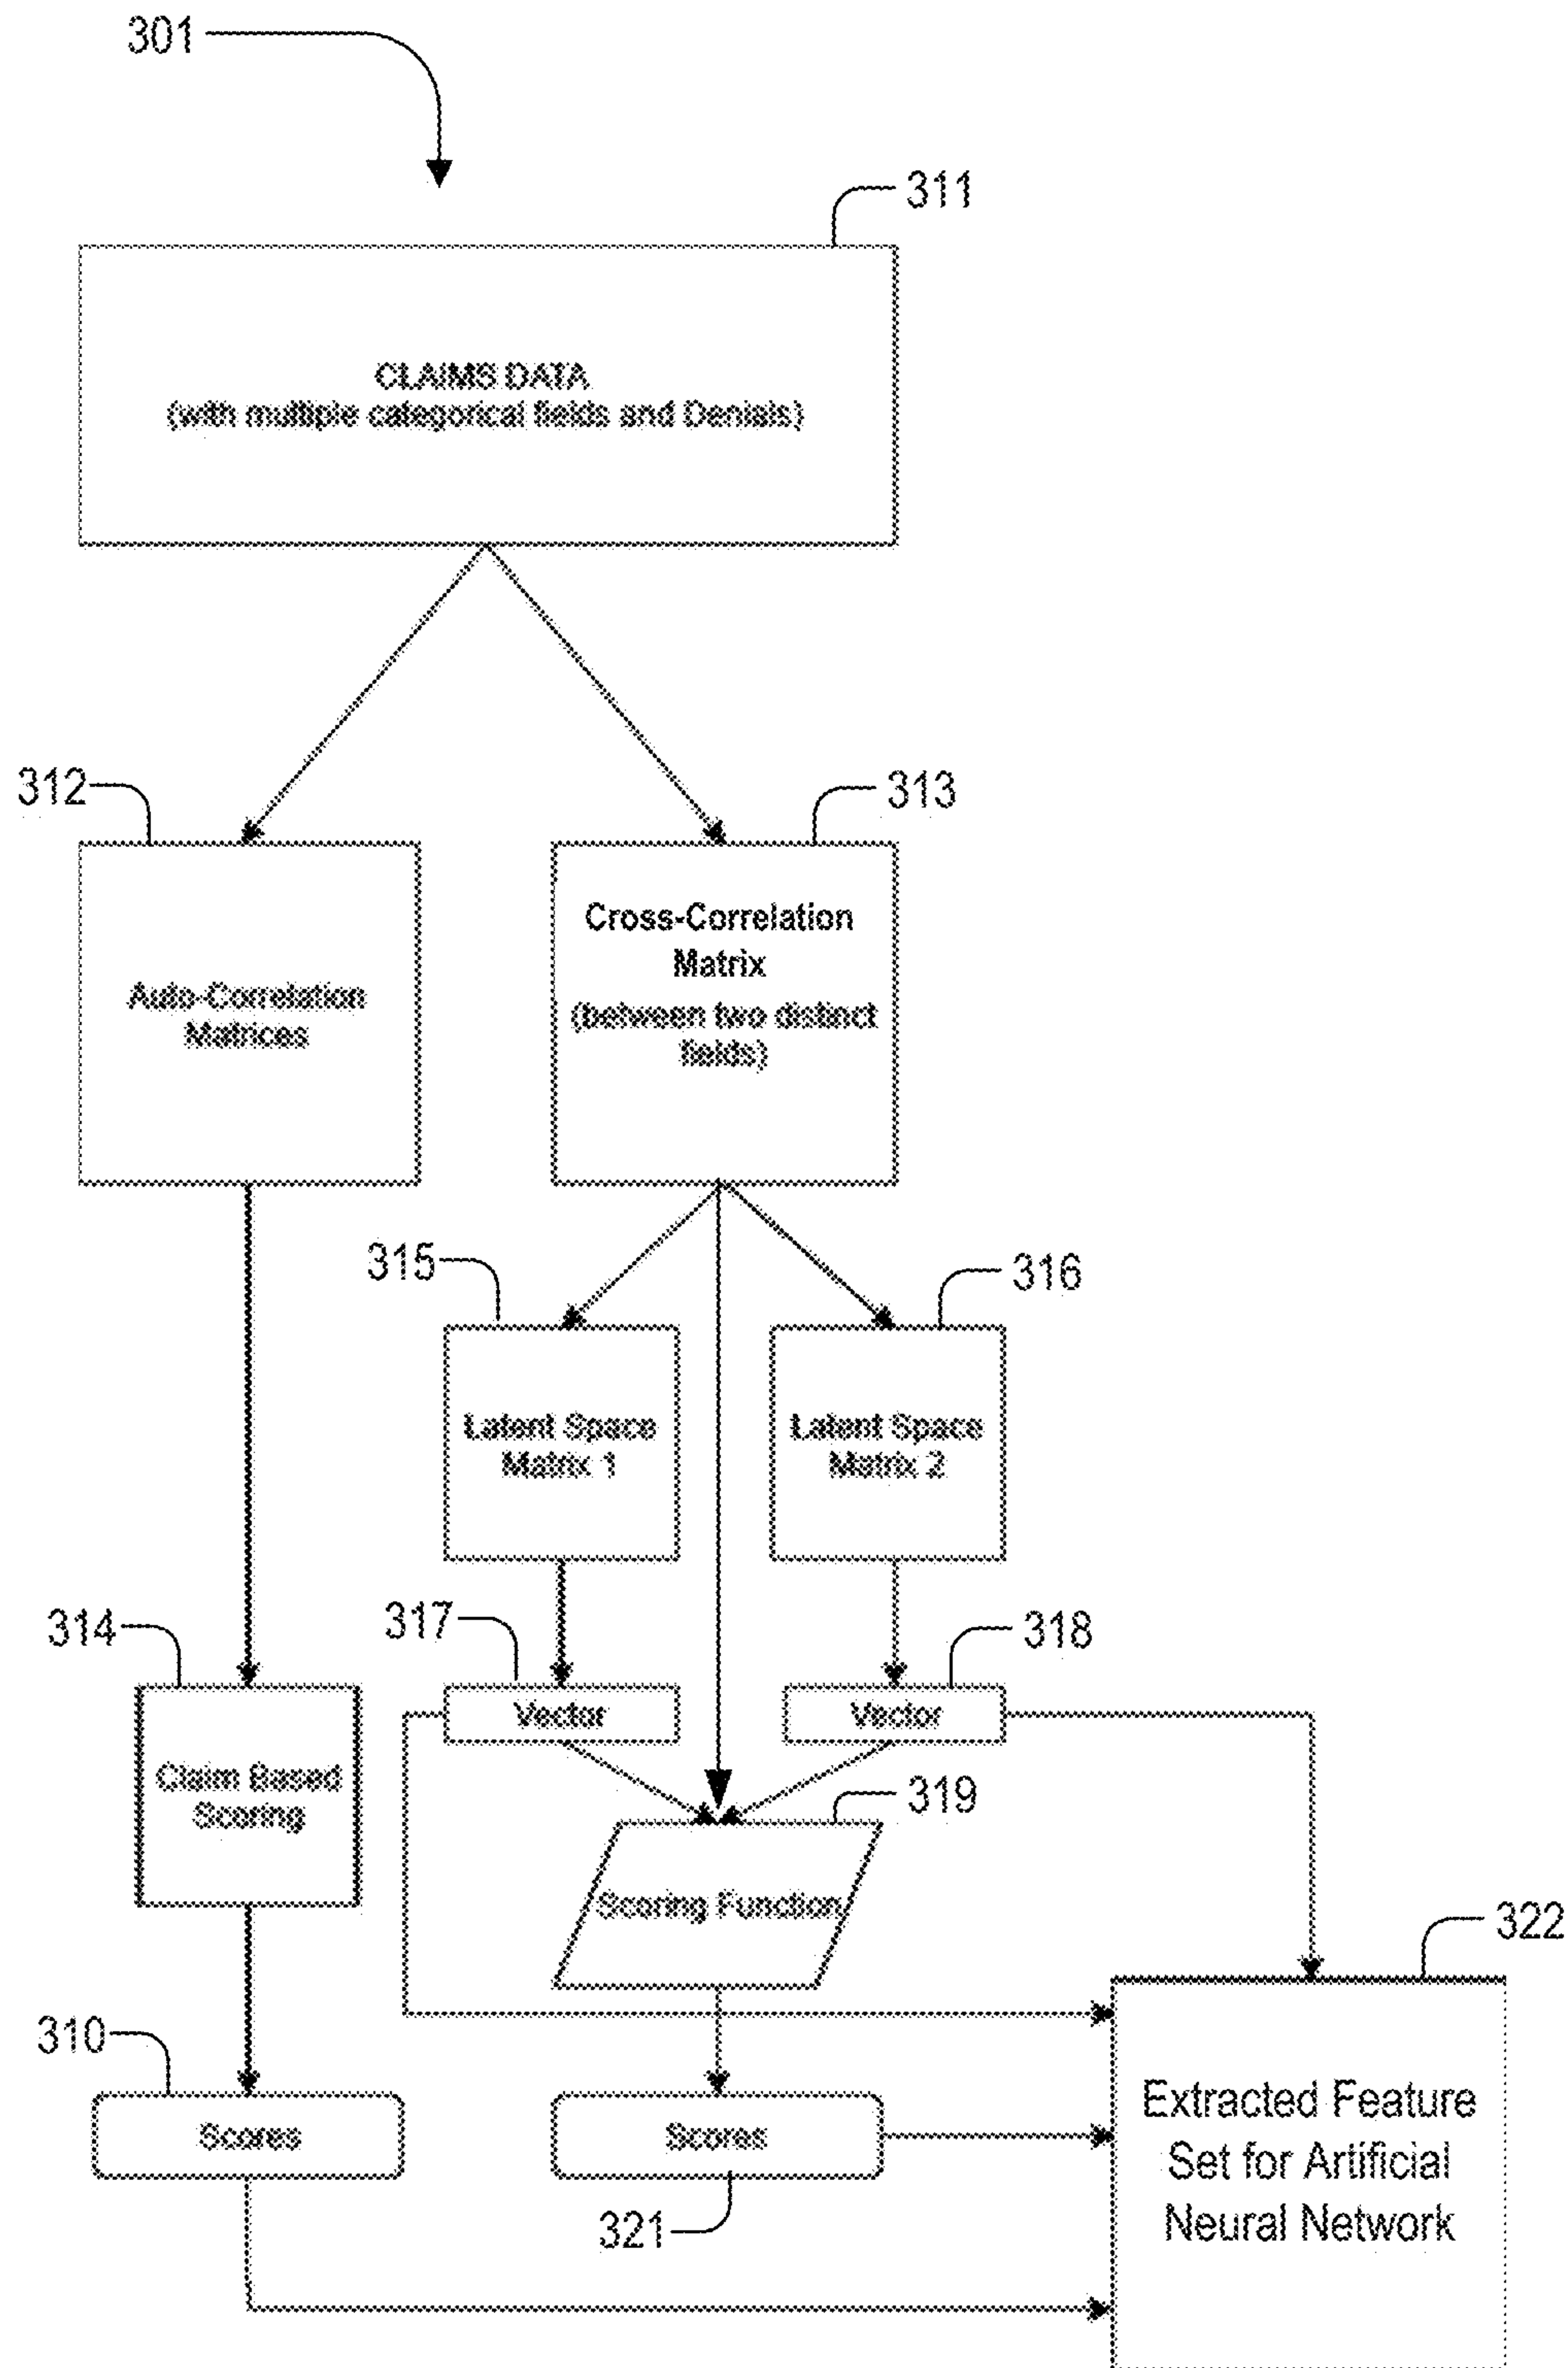 301
311
CLAIMS DATA
(with multiple categorical fields and Denials)
312
313
Auto-Correlation
Matrices
Cross-Correlation
Matrix
(between two distinct
fields)
315
316
Latent Space
Matrix 1
Latent Space
Matrix 2
314
317
318
Vector
Vector
Claim Based
Scoring
319
Scoring Function
322
310
Scores
Scores
321
Extracted Feature
Set for Artificial
Neural Network